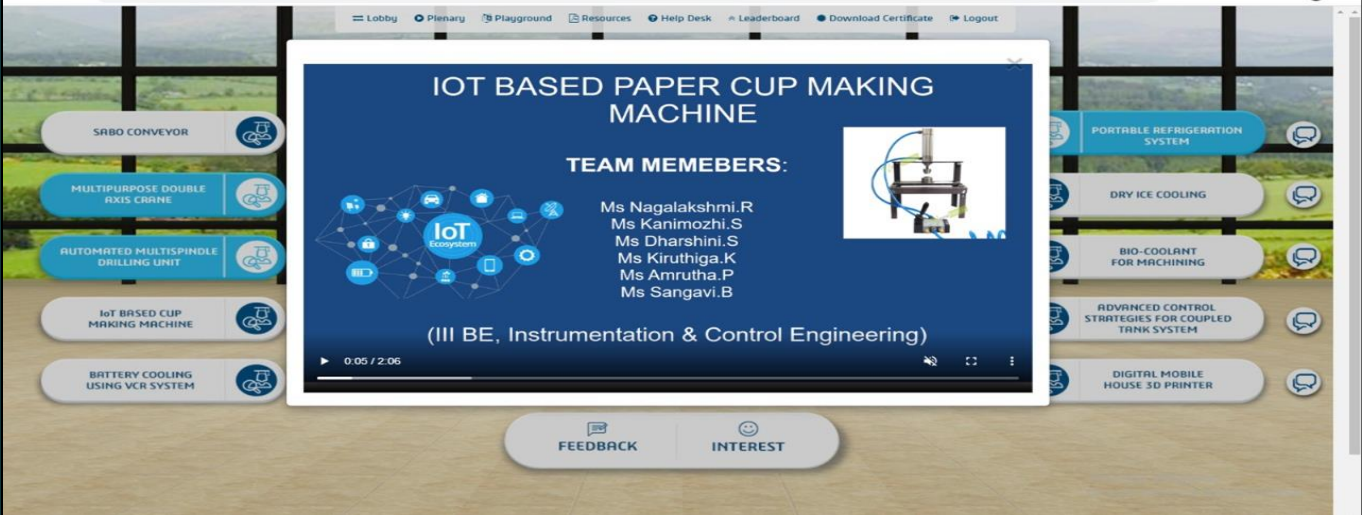 Lobby Plenary Playground Resources Help Desk Leaderboard Download Certificate Logout
SABO CONVEYOR
MULTIPURPOSE DOUBLE
AXIS CRANE
AUTOMATED MULTISPINDLE
DRILLING UNIT
IoT BASED CUP
MAKING MACHINE
BATTERY COOLING
USING VCR SYSTEM
IOT BASED PAPER CUP MAKING
MACHINE
TEAM MEMEBERS:
IoT
Ecosystem
Ms Nagalakshmi.R
Ms Kanimozhi.S
Ms Dharshini.S
Ms Kiruthiga.K
Ms Amrutha.P
Ms Sangavi.B
(III BE, Instrumentation & Control Engineering)
0:05 / 2:06
PORTABLE REFRIGERATION
SYSTEM
DRY ICE COOLING
BIO-COOLANT
FOR MACHINING
ADVANCED CONTROL
STRATEGIES FOR COUPLED
TANK SYSTEM
DIGITAL MOBILE
HOUSE 3D PRINTER
FEEDBACK
INTEREST